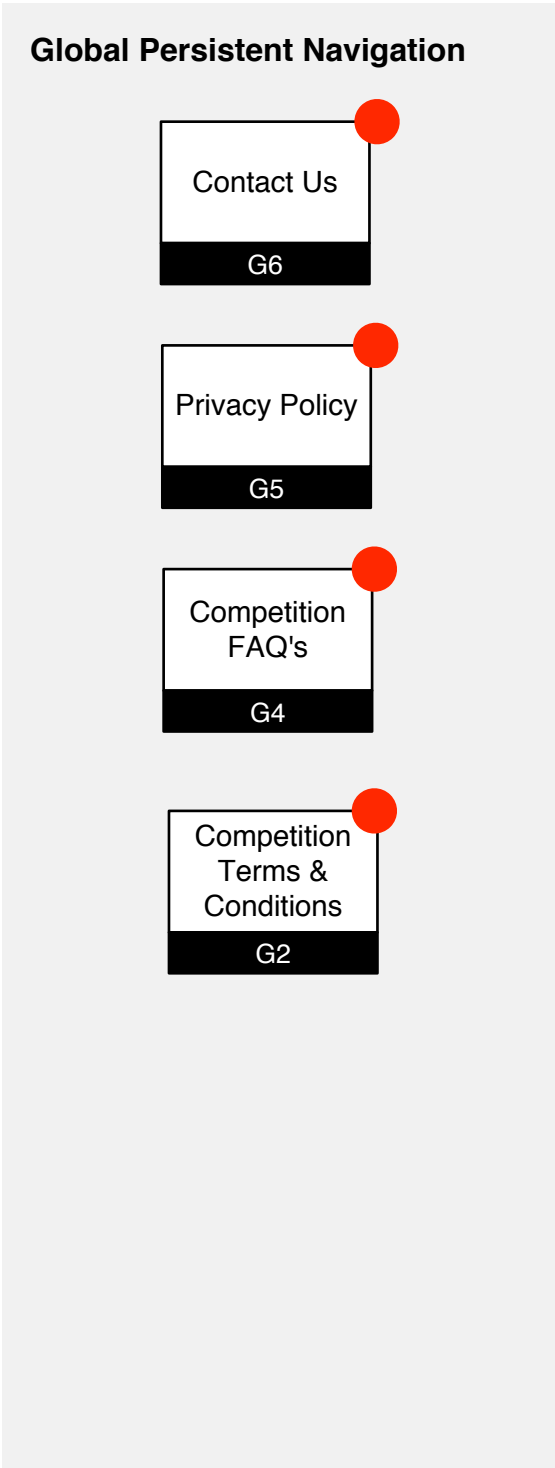 Global Persistent Navigation
Contact Us
G6
Privacy Policy
G5
Competition
FAQ's
G4
Competition
Terms &
Conditions
G2